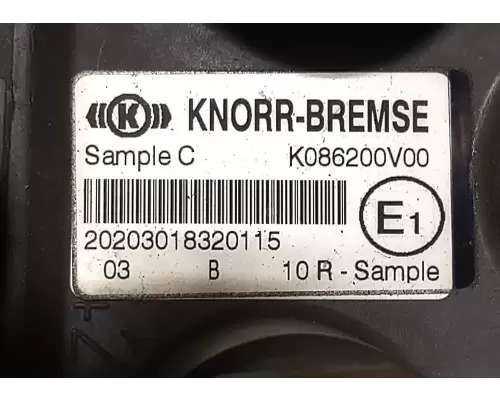 K KNORR-BREMSE
Sample C K086200V00
E1
20203018320115
03 B 10 R - Sample